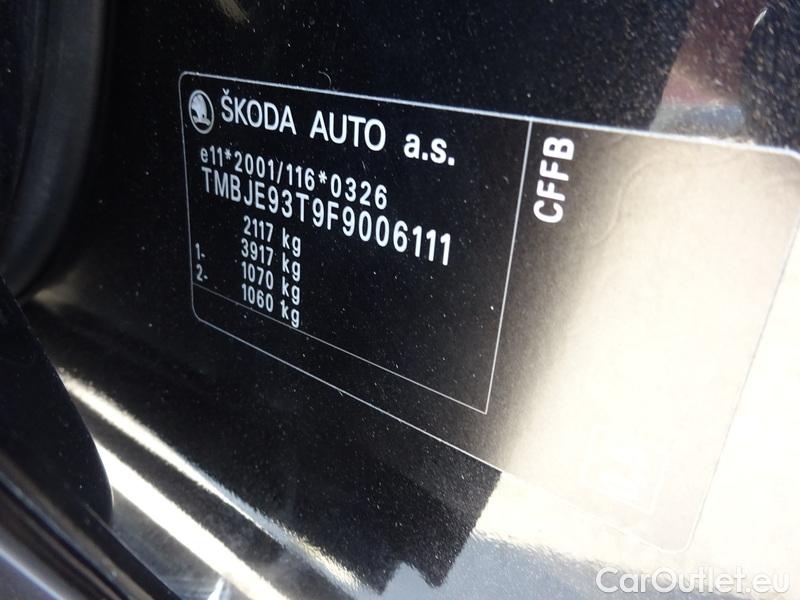 ŠKODA AUTO a.s.
e11*2001/116*0326
TMBJE93T9F9006111
2117 kg
3917 kg
1- 1070 kg
2- 1060 kg
CFFB
CarOutlet.eu